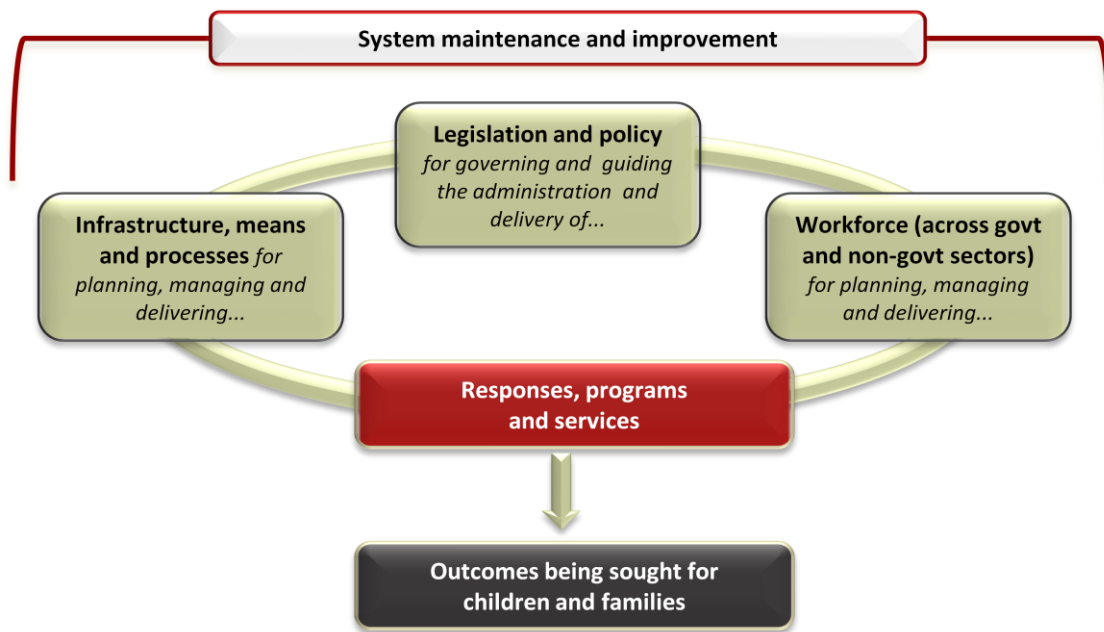 System maintenance and improvement
Legislation and policy
for governing and guiding
the administration and
delivery of...
Infrastructure, means
and processes for
planning, managing and
delivering...
Workforce (across govt
and non-govt sectors)
for planning, managing
and delivering...
Responses, programs
and services
Outcomes being sought for
children and families